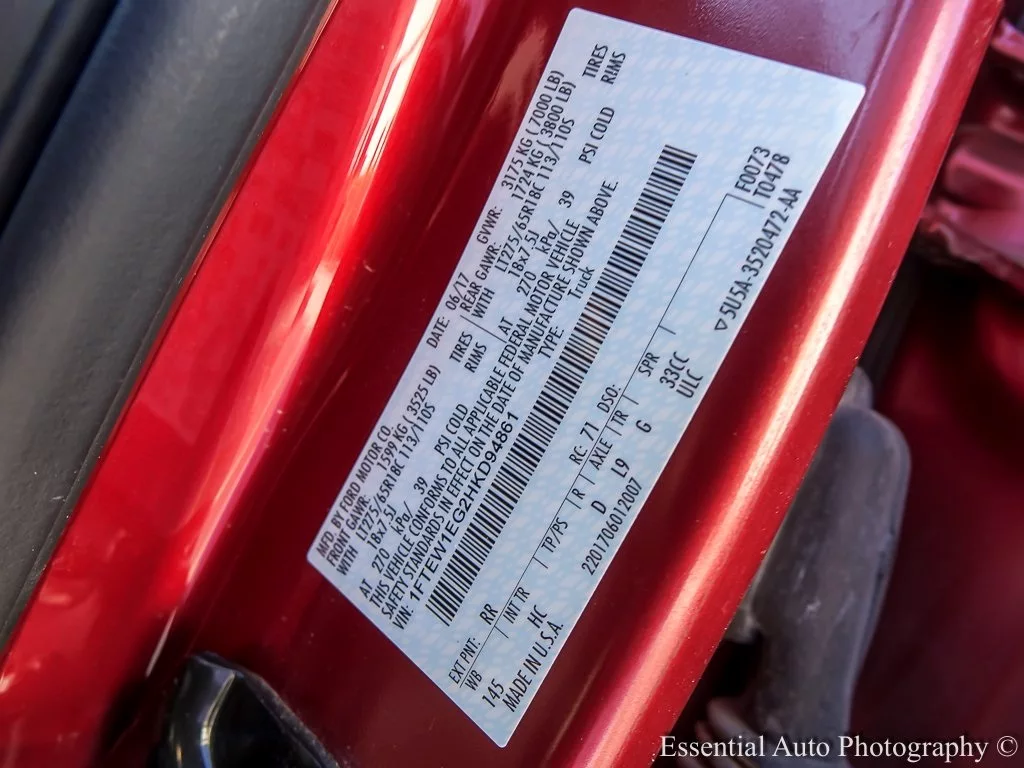 MFD. BY FORD MOTOR CO.
DATE: 06/17 GVWR: 3175 KG ( 7000 LB)
FRONT GAWR: 1599 KG ( 3525 LB) REAR GAWR: 1724 KG ( 3800 LB)
WITH LT275/65R18C 113/110S TIRES WITH LT275/65R18C 113/110S TIRES
18x7.5J RIMS 18x7.5J RIMS
AT 270 kPa/ 39 PSI COLD AT 270 kPa/ 39 PSI COLD
THIS VEHICLE CONFORMS TO ALL APPLICABLE FEDERAL MOTOR VEHICLE
SAFETY STANDARDS IN EFFECT ON THE DATE OF MANUFACTURE SHOWN ABOVE.
VIN: 1FTEW1EG2HKD94861 TYPE: Truck
EXT PNT: RR RC: 71 DSO: F0073
WB INT TR TP/PS R AXLE TR SPR T047B
145 HC D L9 G 33CC
MADE IN U.S.A. 220170601200​7 ULC
▽5U5A-3520472-AA
Essential Auto Photography ©